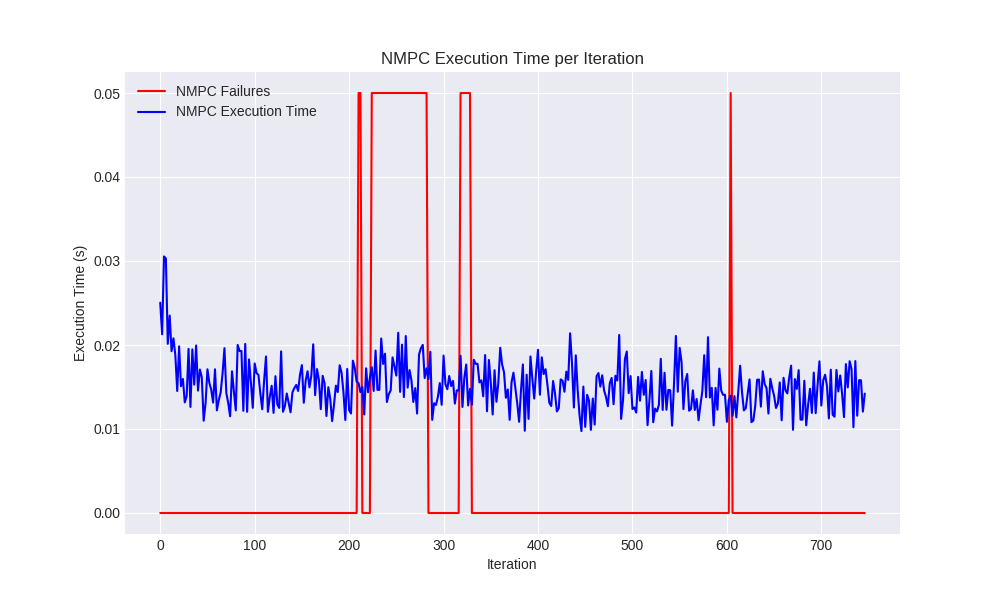 NMPC Execution Time per Iteration
NMPC Failures
NMPC Execution Time
0.05
0.04
0.03
0.02
0.01
0.00
Execution Time (s)
0 100 200 300 400 500 600 700
Iteration